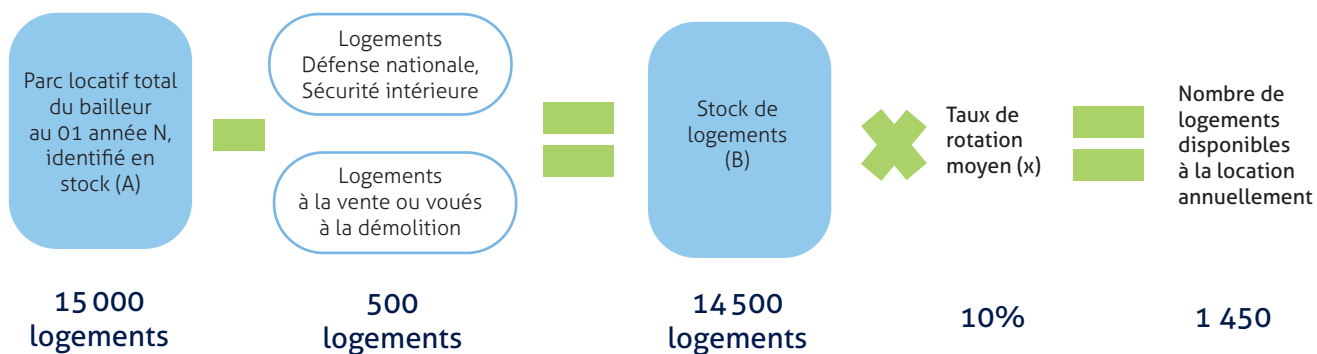 Parc locatif total
du bailleur
au 01 année N,
identifié en
stock (A)
Logements
Défense nationale,
Sécurité intérieure
Logements
à la vente ou voués
à la démolition
Stock de
logements
(B)
Taux de
rotation
moyen (x)
Nombre de
logements
disponibles
à la location
annuellement
15 000
logements
500
logements
14 500
logements
10%
1 450